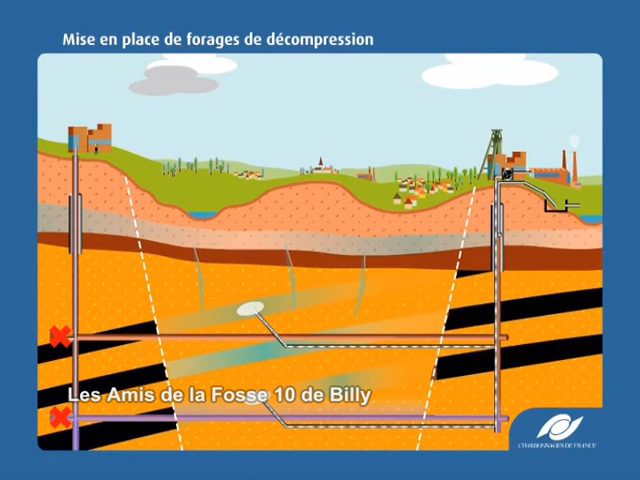 Mise en place de forages de décompression
Les Amis de la Fosse 10 de Billy
CHARBONNAGES DE FRANCE